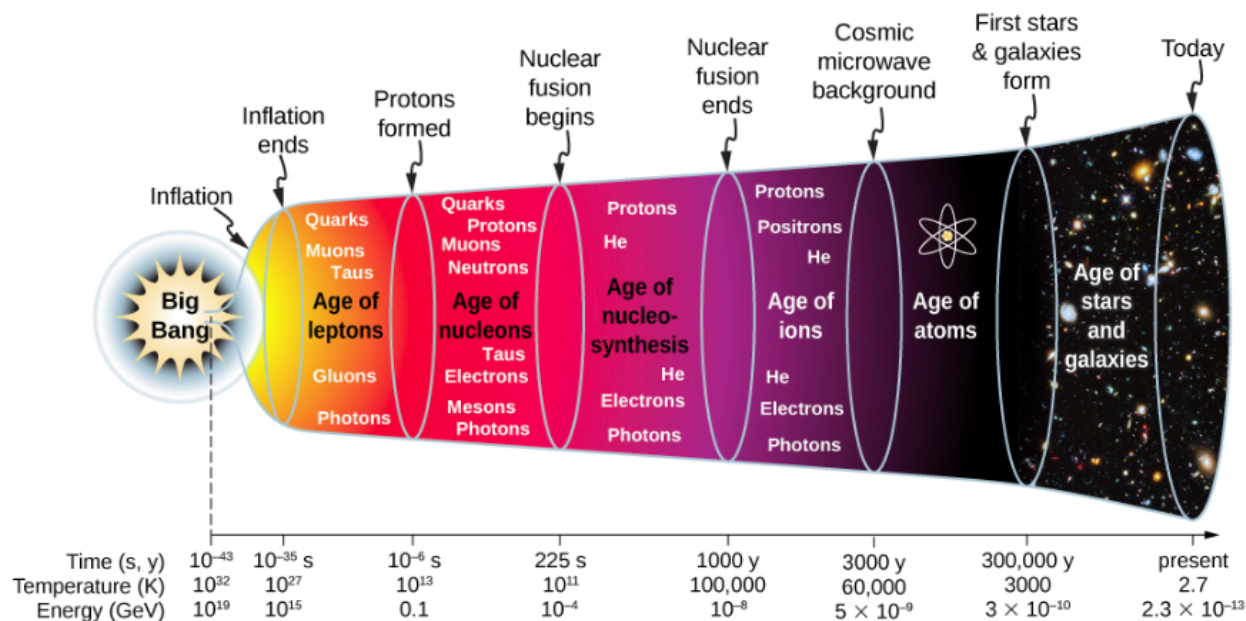 Inflation
Inflation
ends
Protons
formed
Nuclear
fusion
begins
Nuclear
fusion
ends
Cosmic
microwave
background
First stars
& galaxies
form
Today
Big
Bang
Quarks
Muons
Taus
Age of
leptons
Gluons
Photons
Quarks
Protons
Muons
Neutrons
Age of
nucleons
Taus
Electrons
Mesons
Photons
Protons
He
Age of
nucleo-
synthesis
He
Electrons
Photons
Protons
Positrons
He
Age of
ions
He
Electrons
Photons
Age of
atoms
Age of
stars
and
galaxies
Time (s, y) 10⁻⁴³ 10⁻³⁵ s 10⁻⁶ s 225 s 1000 y 3000 y 300,000 y present
Temperature (K) 10³² 10²⁷ 10¹³ 10¹¹ 100,000 60,000 3000 2.7
Energy (GeV) 10¹⁹ 10¹⁵ 0.1 10⁻⁴ 10⁻⁸ 5 × 10⁻⁹ 3 × 10⁻¹⁰ 2.3 × 10⁻¹³